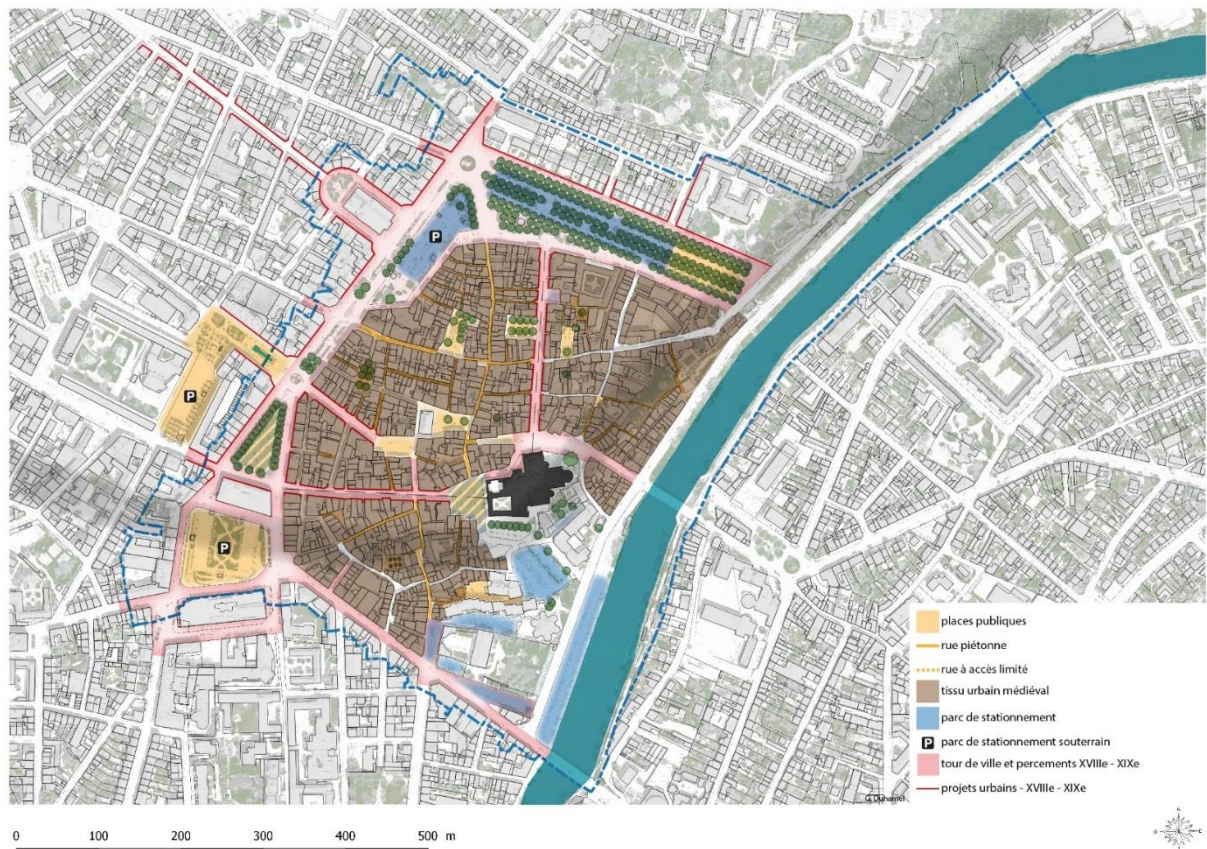 P
P
P
places publiques
rue piétonne
rue à accès limité
tissu urbain médiéval
parc de stationnement
P parc de stationnement souterrain
tour de ville et percements XVIIIe - XIXe
projets urbains - XVIIIe - XIXe
G. Duhamel
0 100 200 300 400 500 m